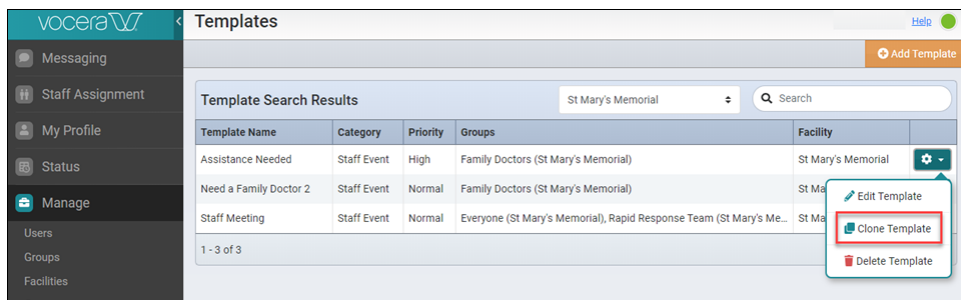 vocera
Templates
Help
Messaging
Add Template
Staff Assignment
Template Search Results
St Mary's Memorial
Search
My Profile
Template Name Category Priority Groups Facility
Assistance Needed Staff Event High Family Doctors (St Mary's Memorial) St Mary's Memorial
Status
Need a Family Doctor 2 Staff Event Normal Family Doctors (St Mary's Memorial) St Ma
Edit Template
Manage
Staff Meeting Staff Event Normal Everyone (St Mary's Memorial), Rapid Response Team (St Mary's Me... St Ma
Clone Template
Users
1 - 3 of 3
Groups
Delete Template
Facilities